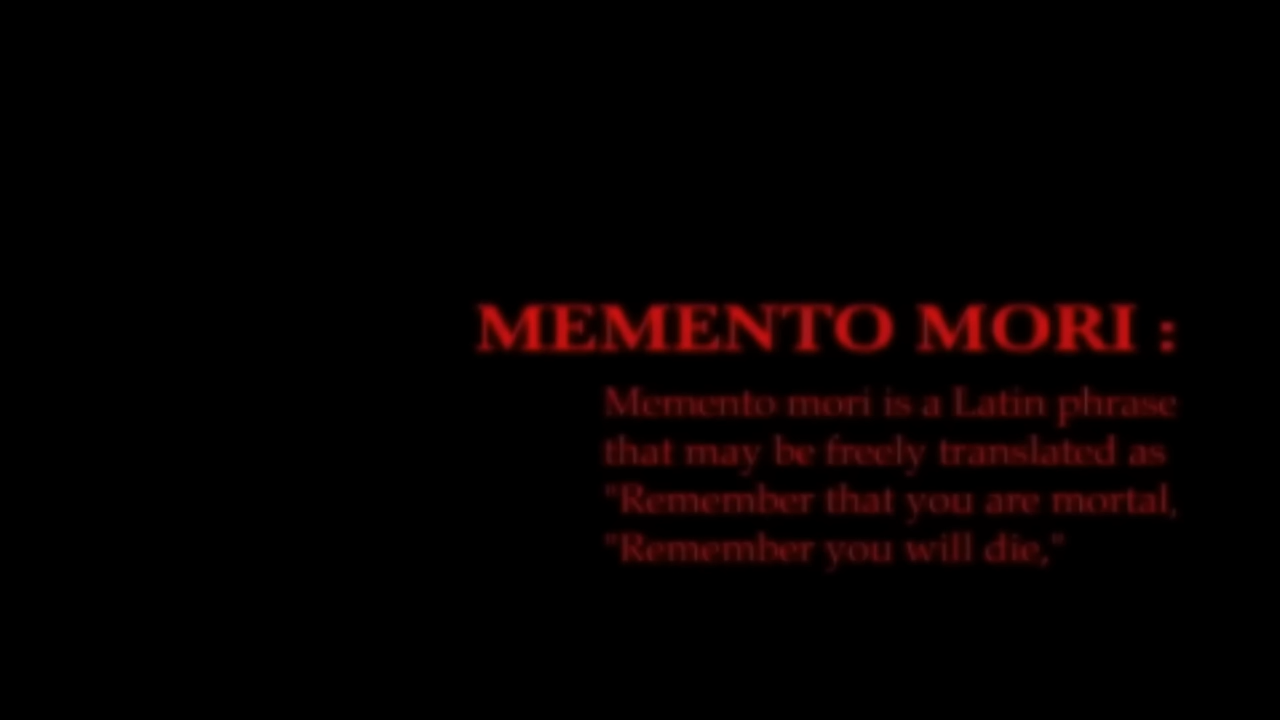 MEMENTO MORI :
Memento mori is a Latin phrase
that may be freely translated as
"Remember that you are mortal,
"Remember you will die,"